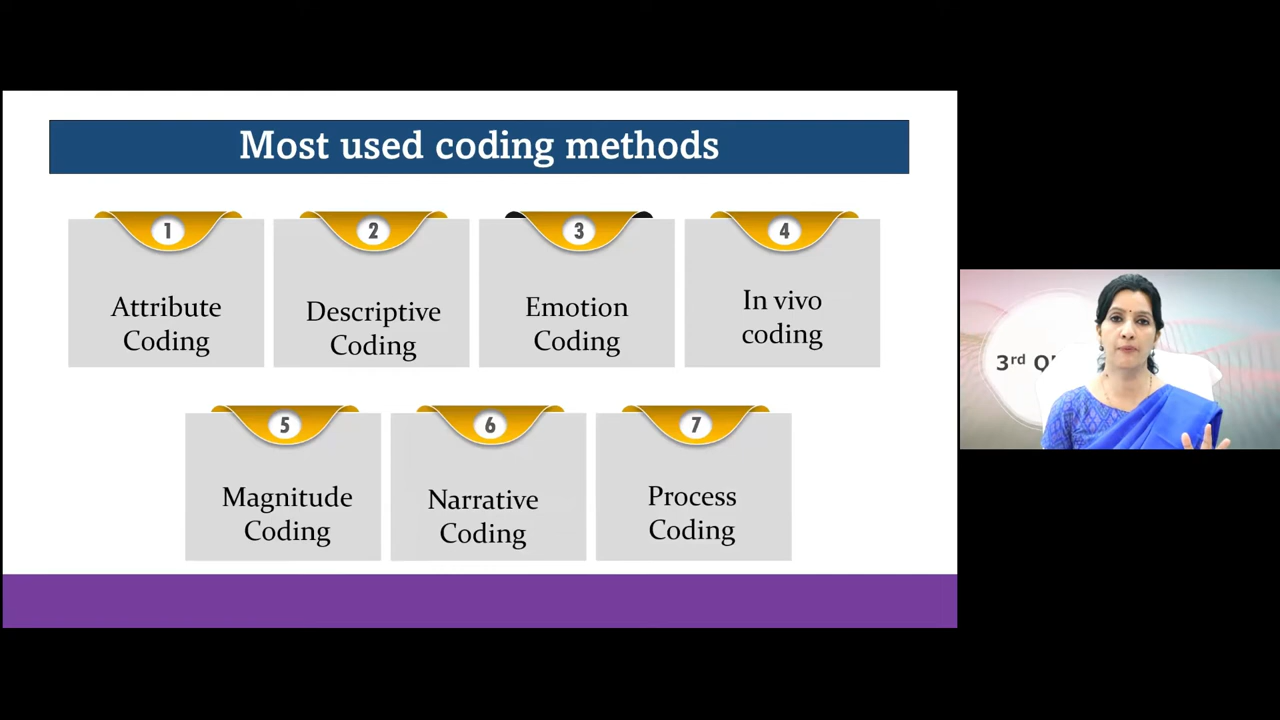 Most used coding methods
1
2
3
4
Attribute
Coding
Descriptive
Coding
Emotion
Coding
In vivo
coding
5
6
7
Magnitude
Coding
Narrative
Coding
Process
Coding
3rd